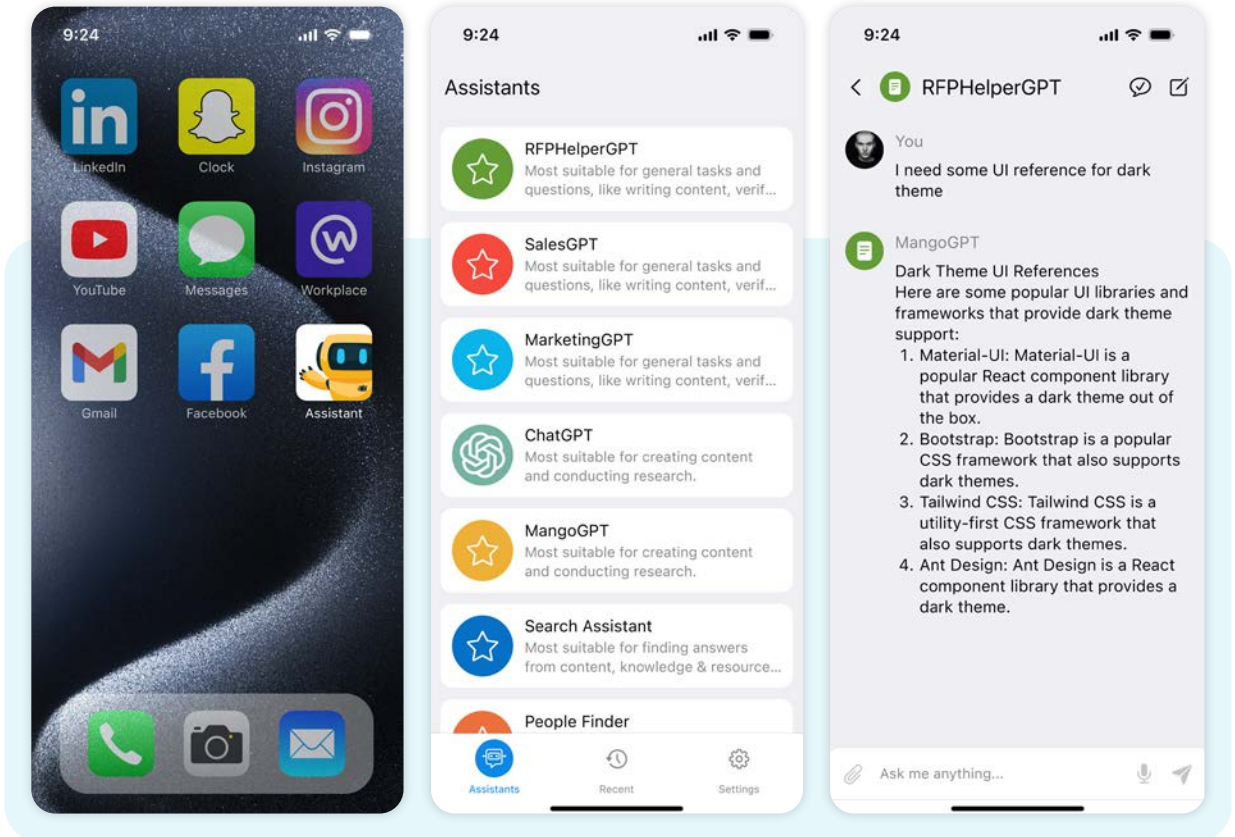 9:24
in
LinkedIn
Clock
Instagram
YouTube
Messages
Workplace
Gmail
Facebook
Assistant
9:24
Assistants
RFPHelperGPT
Most suitable for general tasks and
questions, like writing content, verif...
SalesGPT
Most suitable for general tasks and
questions, like writing content, verif...
MarketingGPT
Most suitable for general tasks and
questions, like writing content, verif...
ChatGPT
Most suitable for creating content
and conducting research.
MangoGPT
Most suitable for creating content
and conducting research.
Search Assistant
Most suitable for finding answers
from content, knowledge & resource...
People Finder
Assistants
Recent
Settings
9:24
RFPHelperGPT
You
I need some UI reference for dark
theme
MangoGPT
Dark Theme UI References
Here are some popular UI libraries and
frameworks that provide dark theme
support:
1. Material-UI: Material-UI is a
popular React component library
that provides a dark theme out of
the box.
2. Bootstrap: Bootstrap is a popular
CSS framework that also supports
dark themes.
3. Tailwind CSS: Tailwind CSS is a
utility-first CSS framework that
also supports dark themes.
4. Ant Design: Ant Design is a React
component library that provides a
dark theme.
Ask me anything...